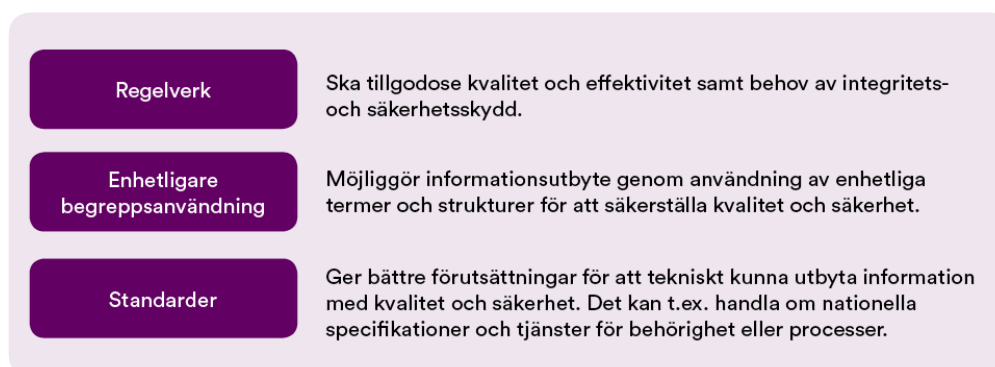 Regelverk
Ska tillgodose kvalitet och effektivitet samt behov av integritets-
och säkerhetsskydd.
Enhetligare
begreppsanvändning
Möjliggör informationsutbyte genom användning av enhetliga
termer och strukturer för att säkerställa kvalitet och säkerhet.
Standarder
Ger bättre förutsättningar för att tekniskt kunna utbyta information
med kvalitet och säkerhet. Det kan t.ex. handla om nationella
specifikationer och tjänster för behörighet eller processer.